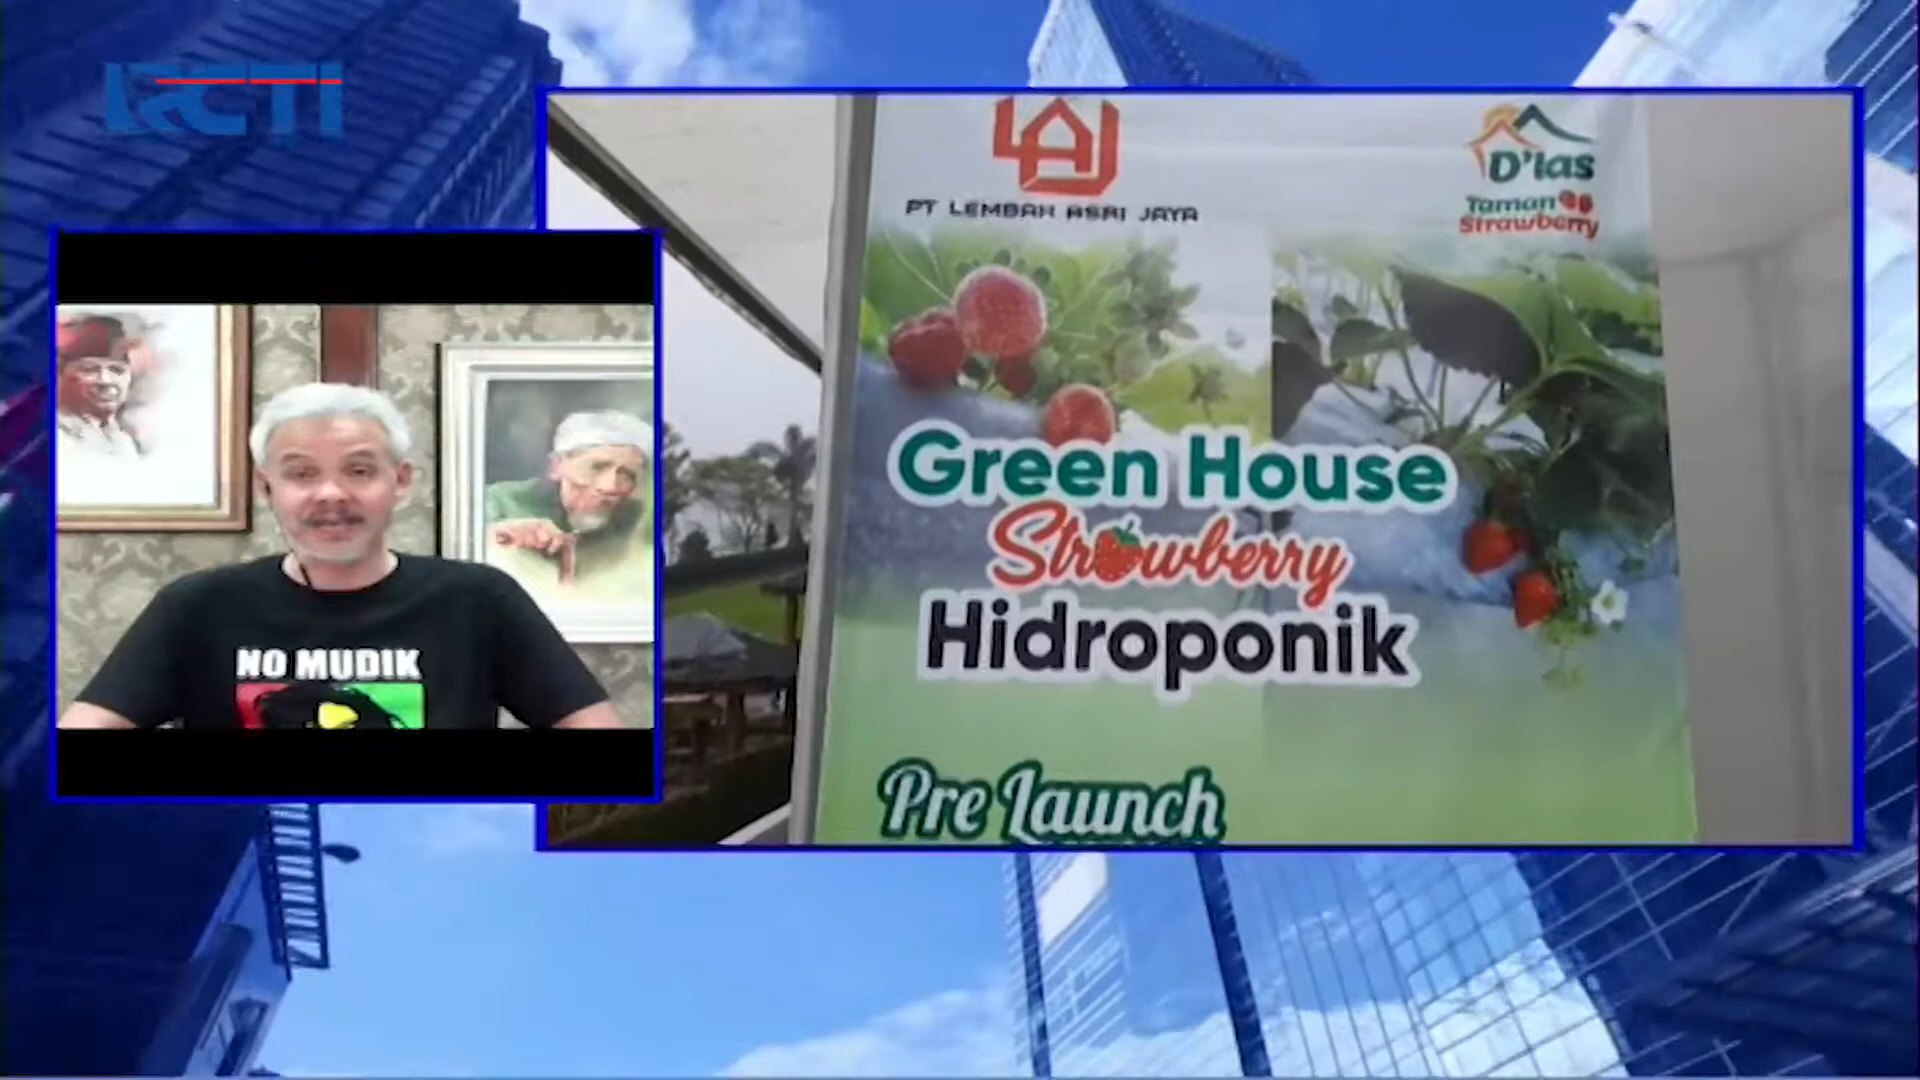 RCTI
PT LEMBAH ASRI JAYA
D'las
Taman
Strawberry
Green House
Strawberry
Hidroponik
Pre Launch
NO MUDIK